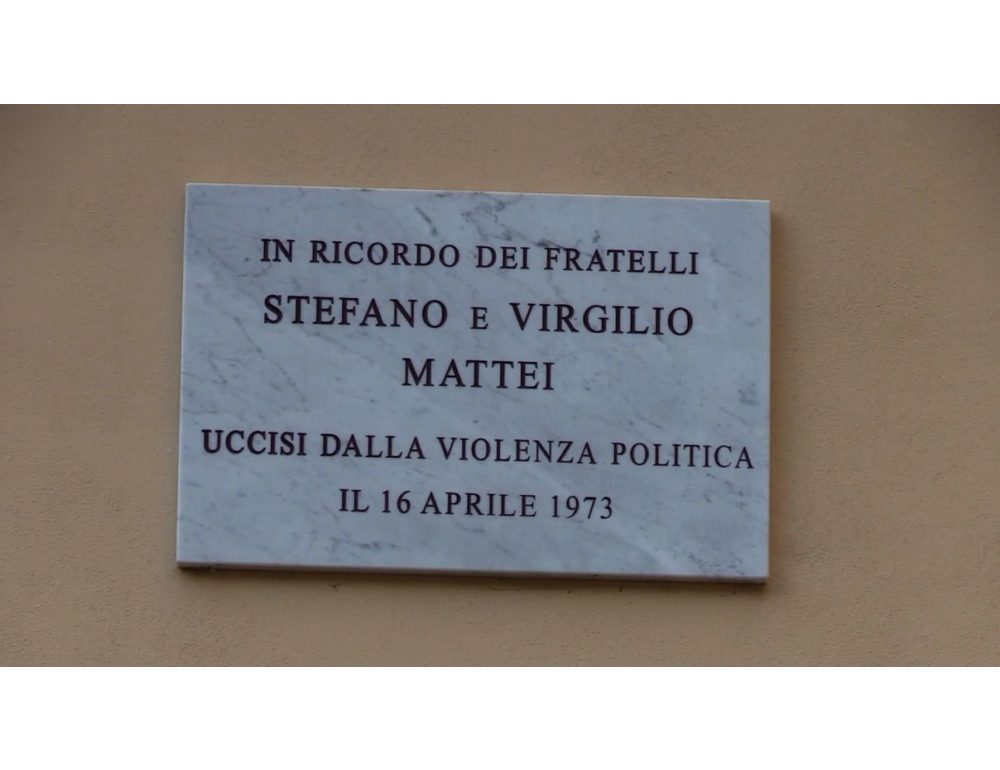 IN RICORDO DEI FRATELLI
STEFANO E VIRGILIO
MATTEI
UCCISI DALLA VIOLENZA POLITICA
IL 16 APRILE 1973